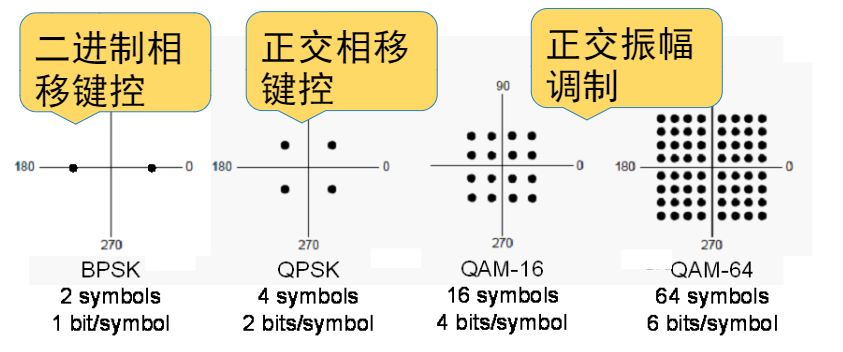 二进制相
移键控
正交相移
键控
正交振幅
调制
90
180
0
180
0
0
180
0
270
270
270
270
BPSK
QPSK
QAM-16
QAM-64
2 symbols
4 symbols
16 symbols
64 symbols
1 bit/symbol
2 bits/symbol
4 bits/symbol
6 bits/symbol